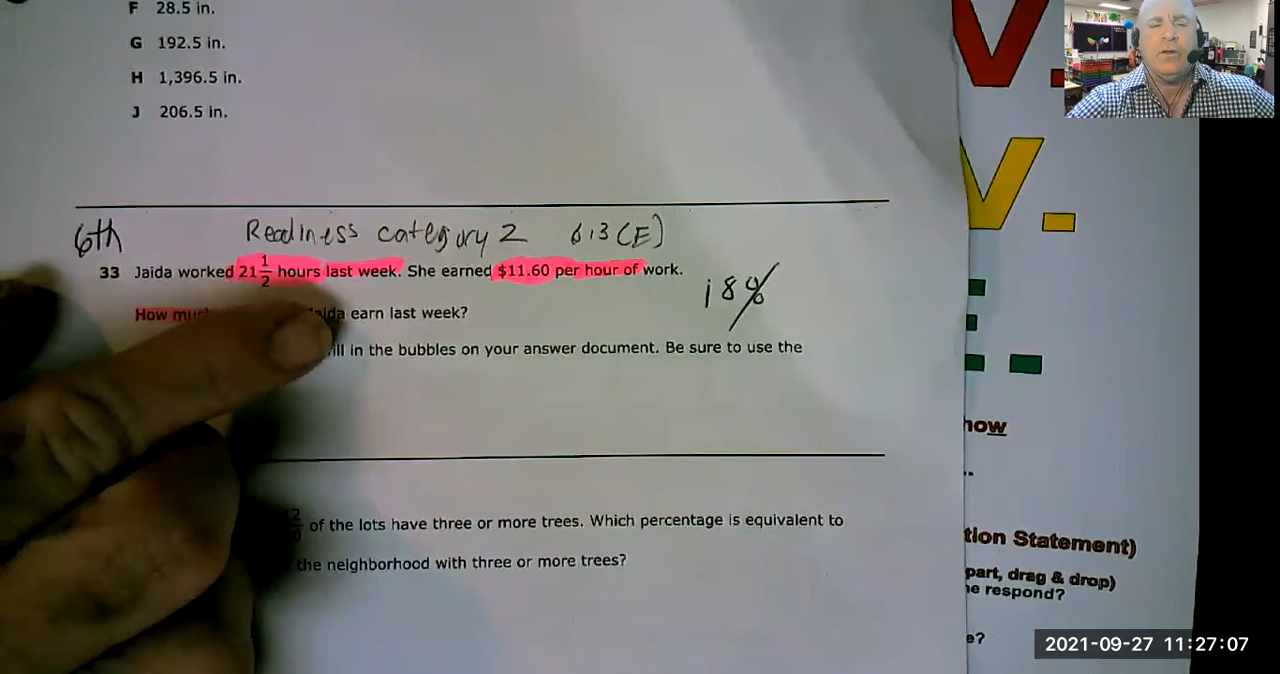 F 28.5 in.
G 192.5 in.
H 1,396.5 in.
J 206.5 in.
6th Readiness category 2 6.3(E)
33 Jaida worked 21 1/2 hours last week. She earned $11.60 per hour of work.
18%
How earn last week?
in the bubbles on your answer document. Be sure to use the
of the lots have three or more trees. Which percentage is equivalent to
the neighborhood with three or more trees?
V.
V.
how
tion Statement)
part, drag & drop)
e respond?
e?
2021-09-27 11:27:07